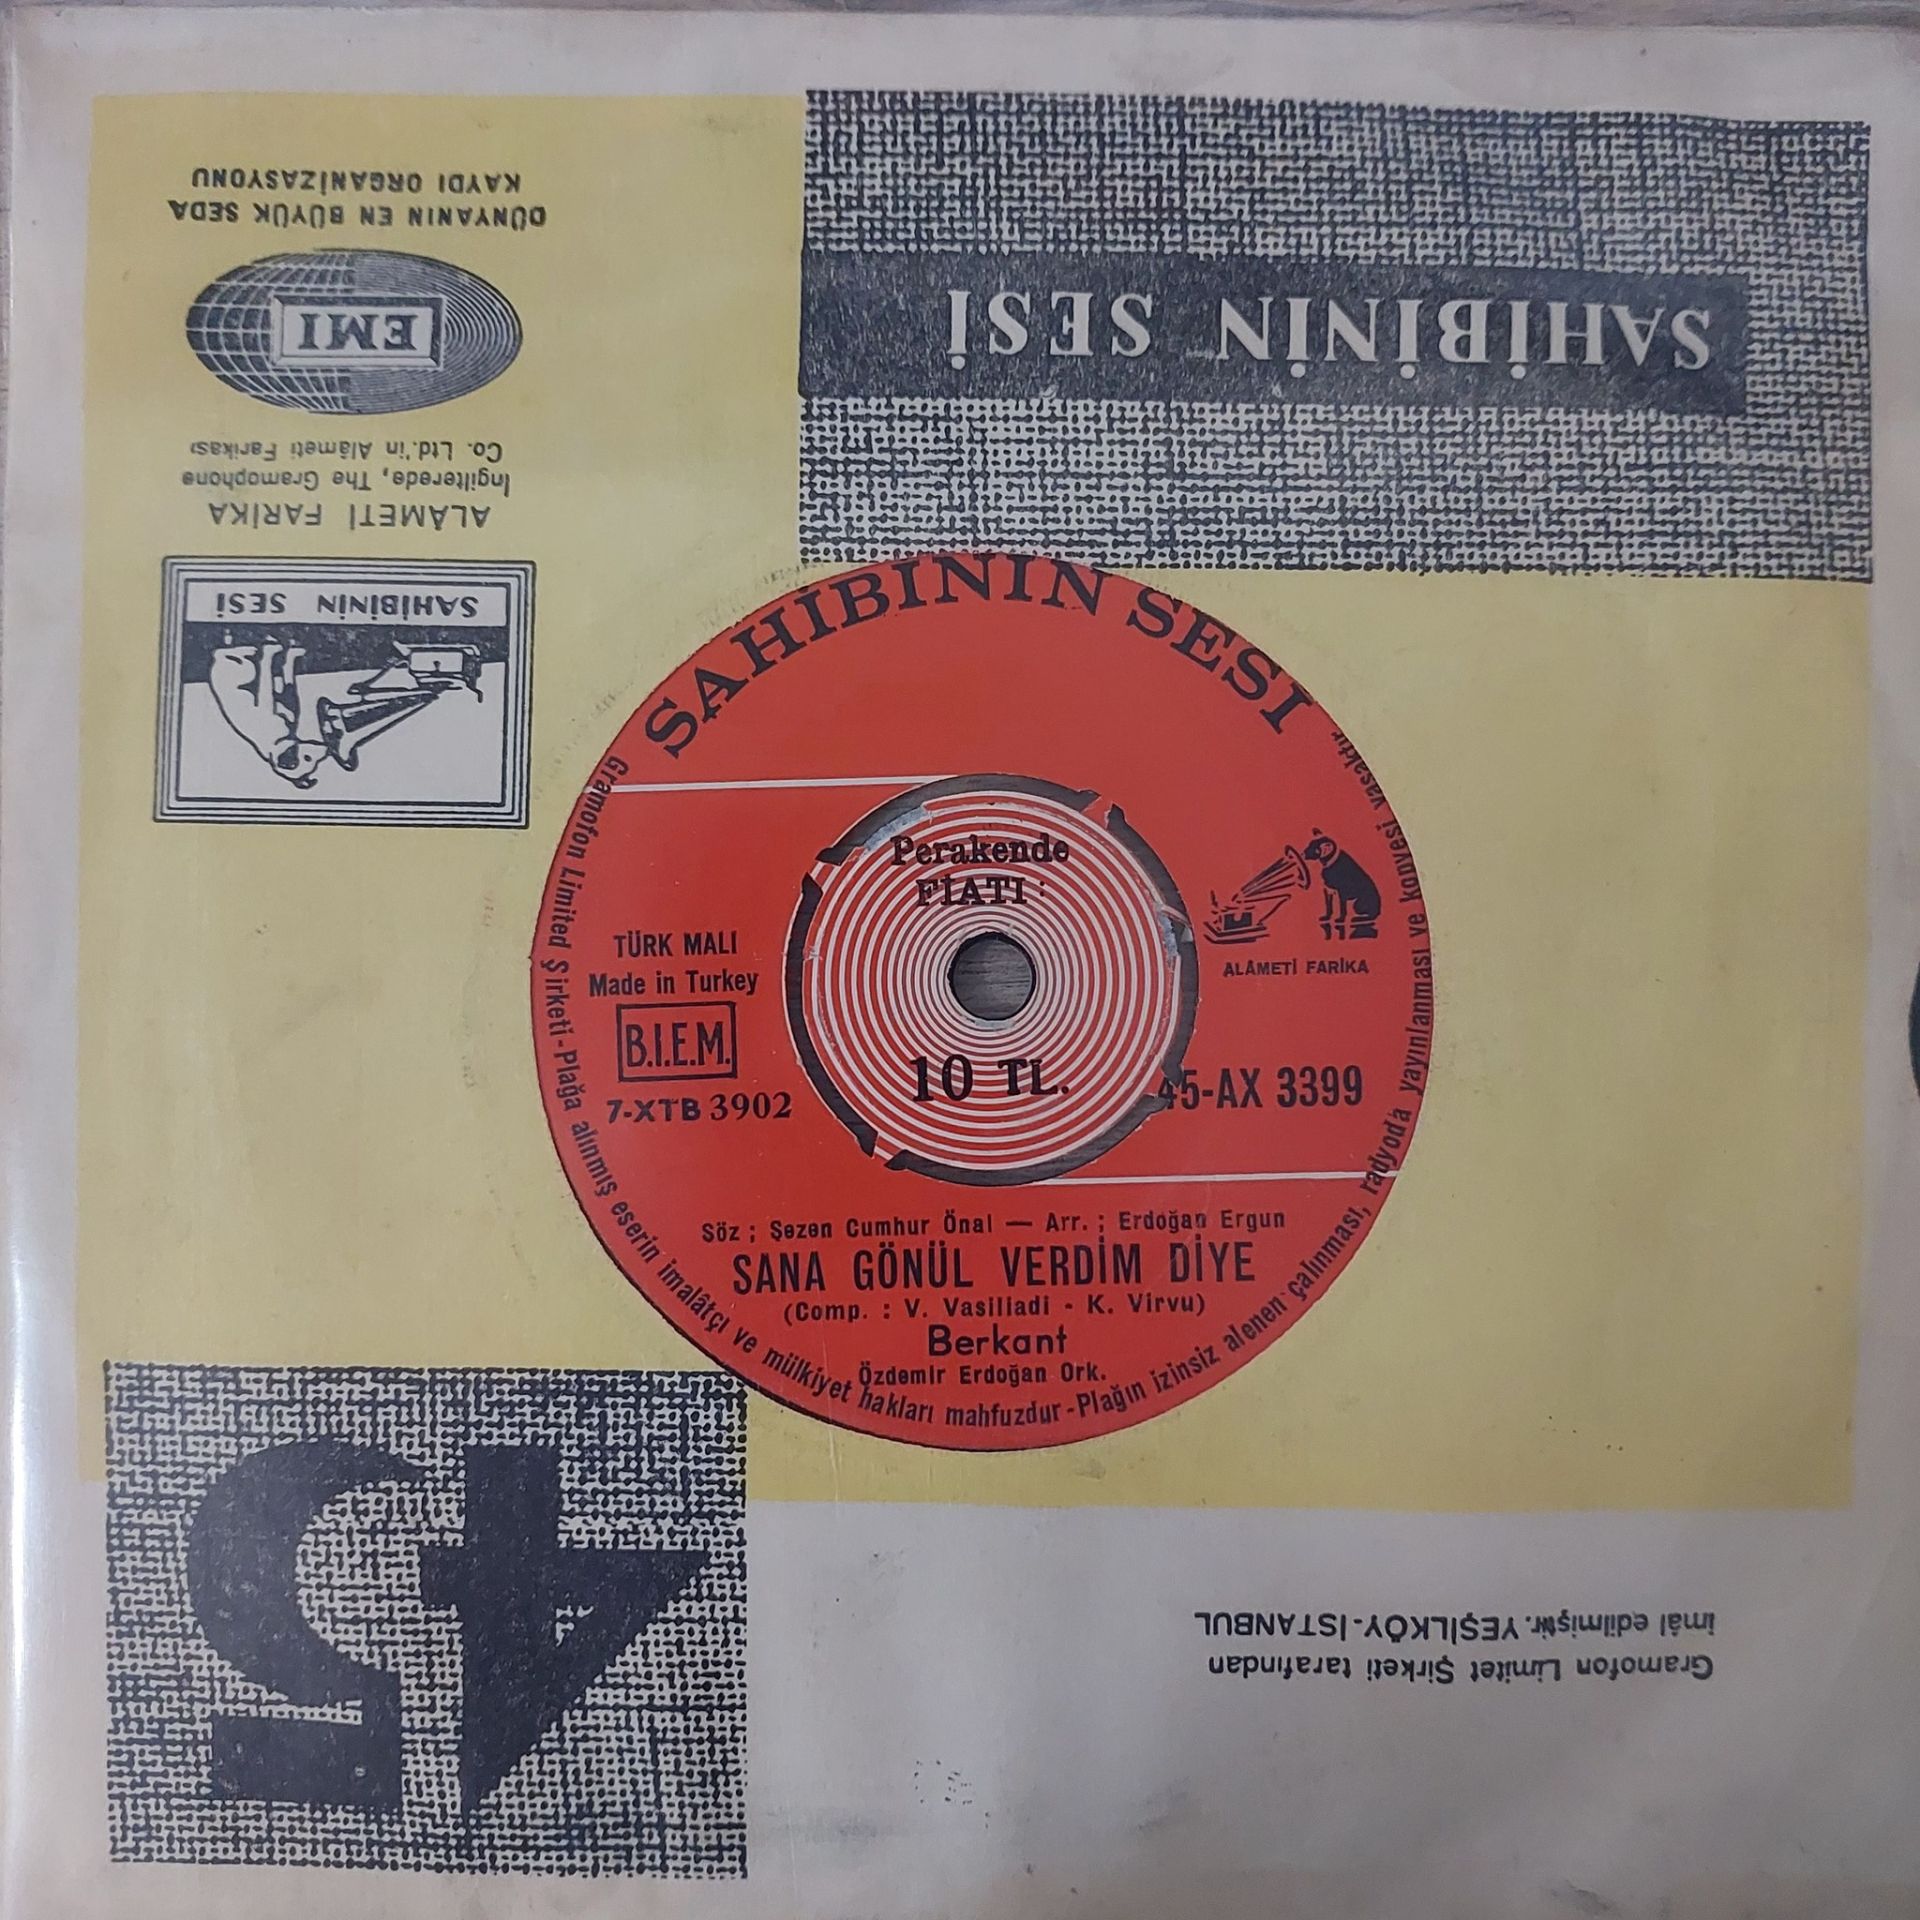 DÜNYANIN EN BÜYÜK SEDA
KAYDI ORGANİZASYONU
EMI
SAHİBİNİN SESİ
ALÂMETİ FARİKA
İngilterede, The Gramophone
Co. Ltd.'in Alâmeti Farikası
SAHİBİNİN SESİ
SAHİBİNİN SESİ
Perakende
FİATI :
10 TL.
TÜRK MALI
Made in Turkey
B.I.E.M.
7-XTB 3902
ALÂMETİ FARİKA
45-AX 3399
Söz ; Sezen Cumhur Önal — Arr. ; Erdoğan Ergun
SANA GÖNÜL VERDİM DİYE
(Comp. : V. Vasiliadi - K. Virvu)
Berkant
Özdemir Erdoğan Ork.
Gramofon Limited Şirketi-Plağa alınmış eserin imalâtçı ve mülkiyet hakları mahfuzdur-Plağın izinsiz alenen çalınması, radyoda yayınlanması ve kopyesi yasaktır.
45
Gramofon Limitet Şirketi tarafından
imâl edilmiştir. YEŞİLKÖY-İSTANBUL